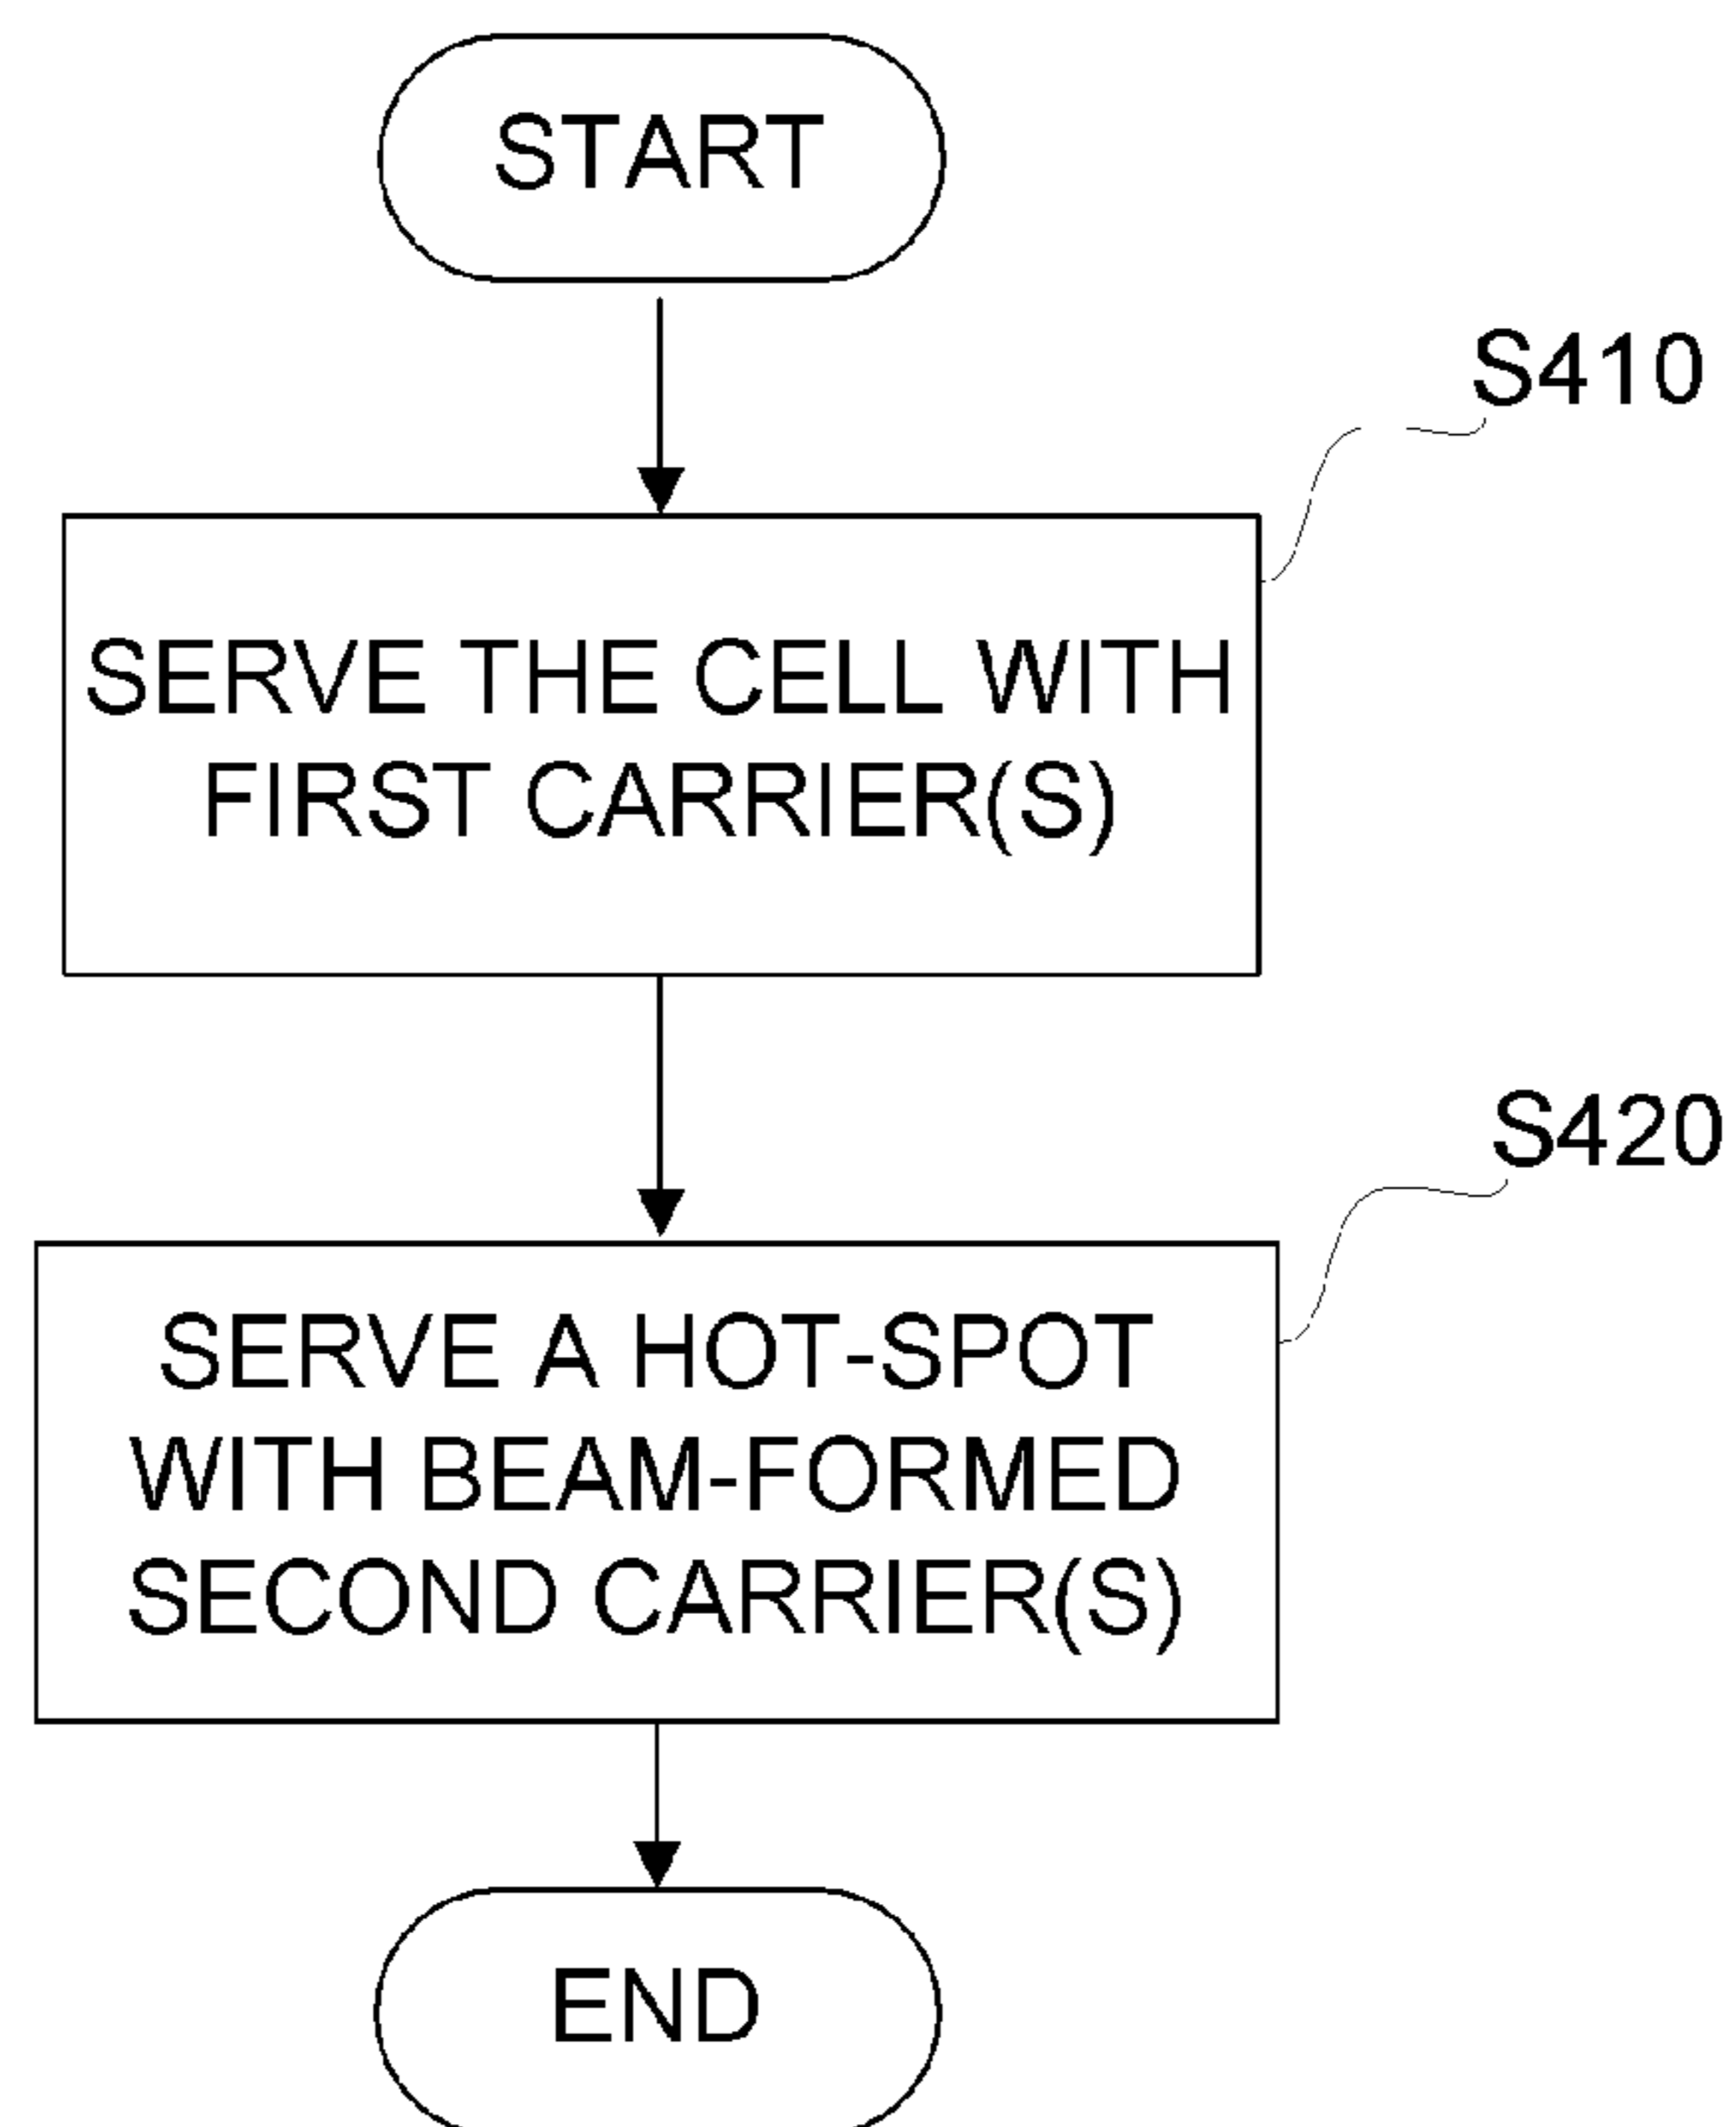 START
S410
SERVE THE CELL WITH
FIRST CARRIER(S)
S420
SERVE A HOT-SPOT
WITH BEAM-FORMED
SECOND CARRIER(S)
END